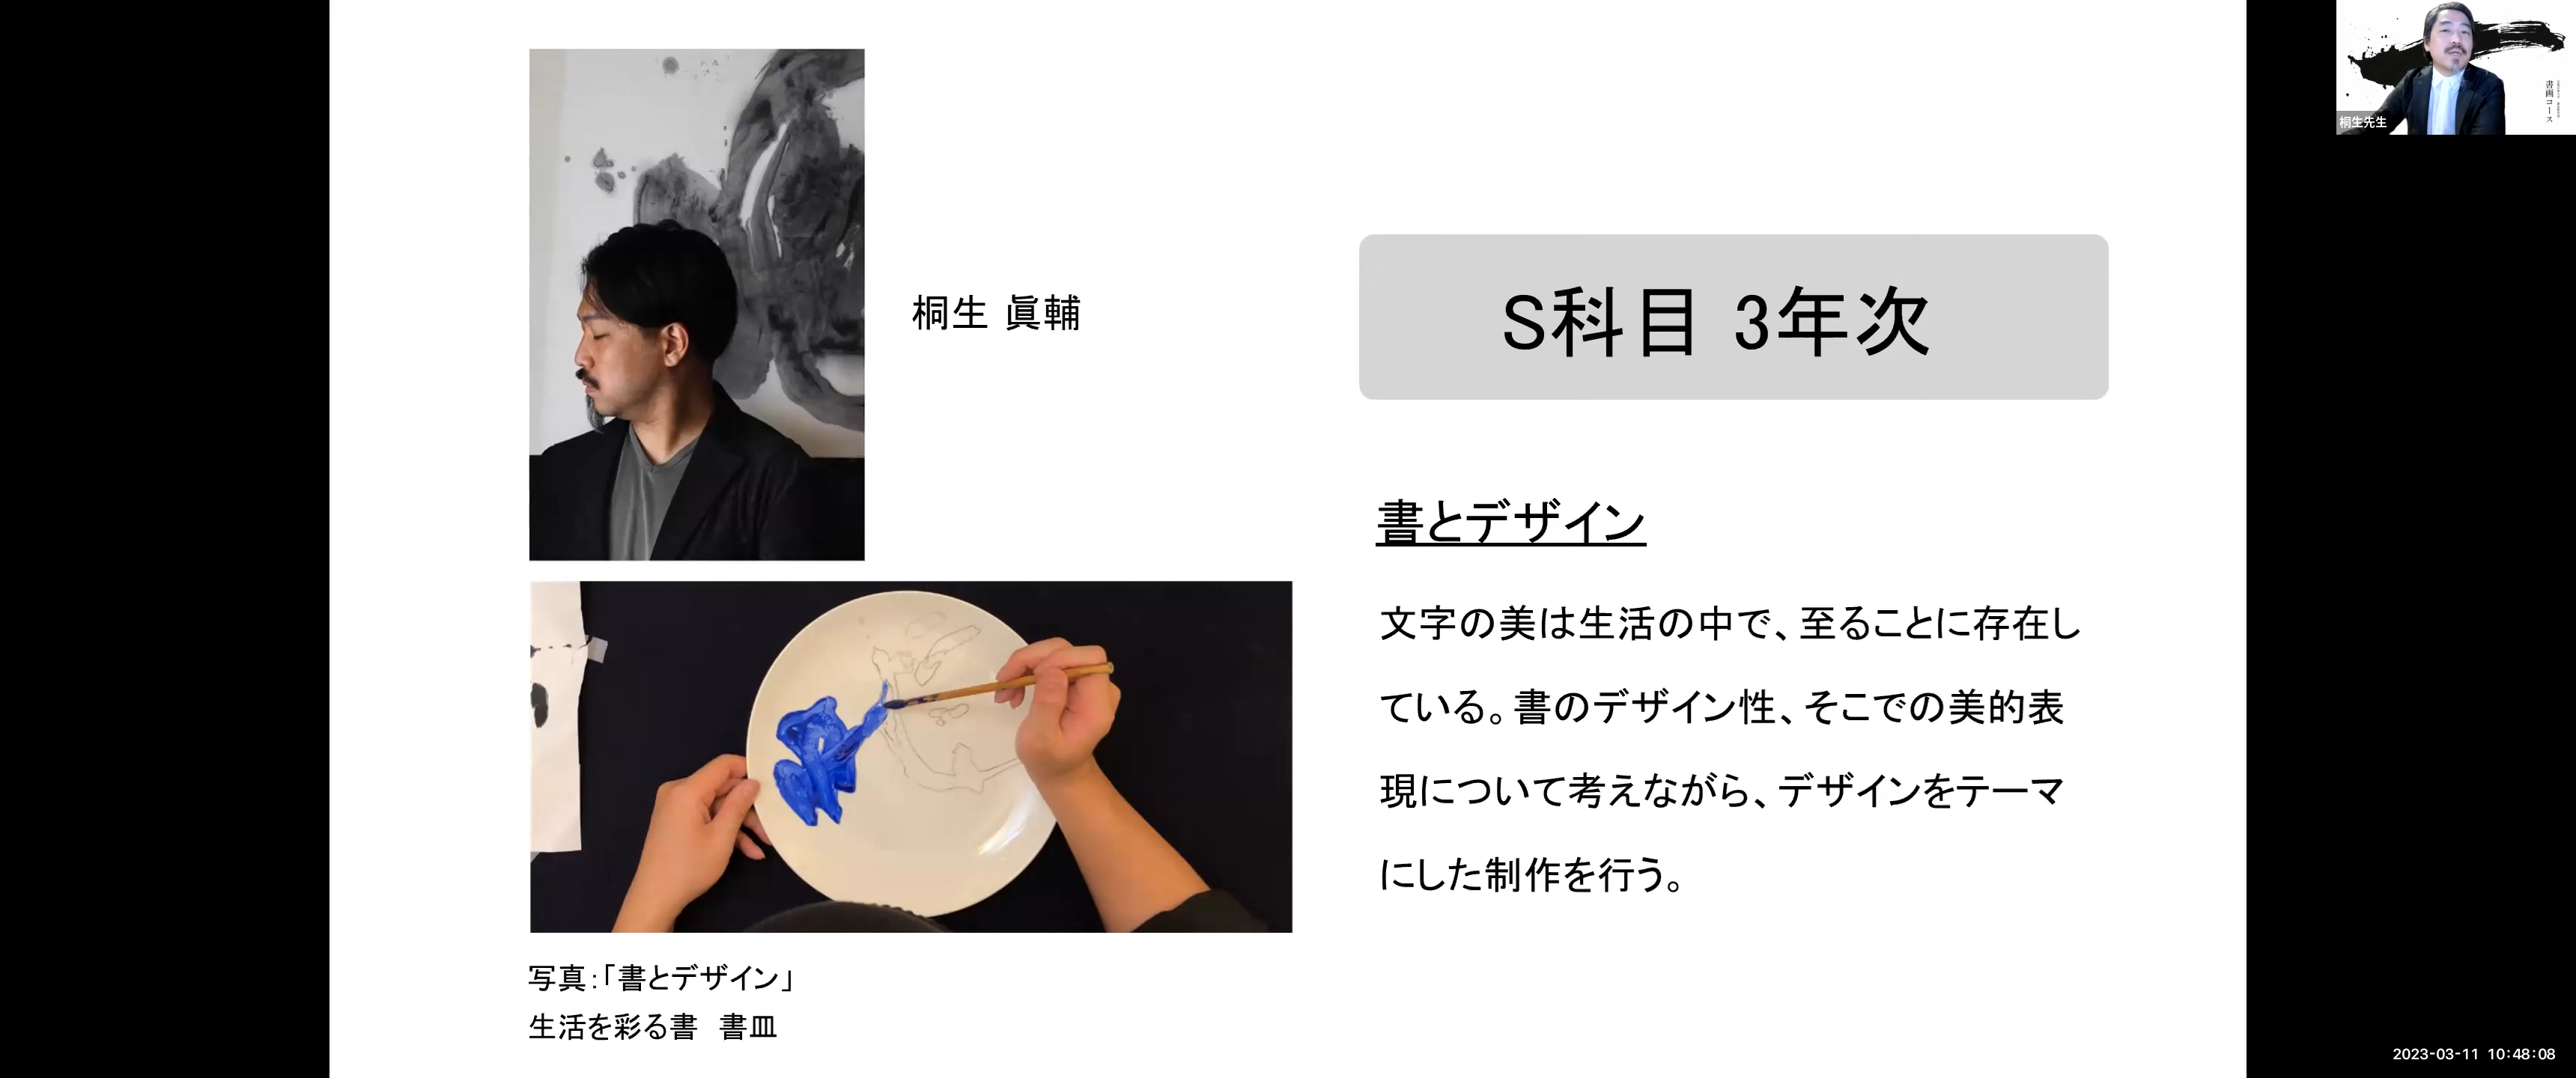 桐生 眞輔
S科目 3年次
書とデザイン
文字の美は生活の中で、至ることに存在し
ている。書のデザイン性、そこでの美的表
現について考えながら、デザインをテーマ
にした制作を行う。
写真：「書とデザイン」
生活を彩る書　書皿
書画コース
桐生先生
2023-03-11 10:48:08